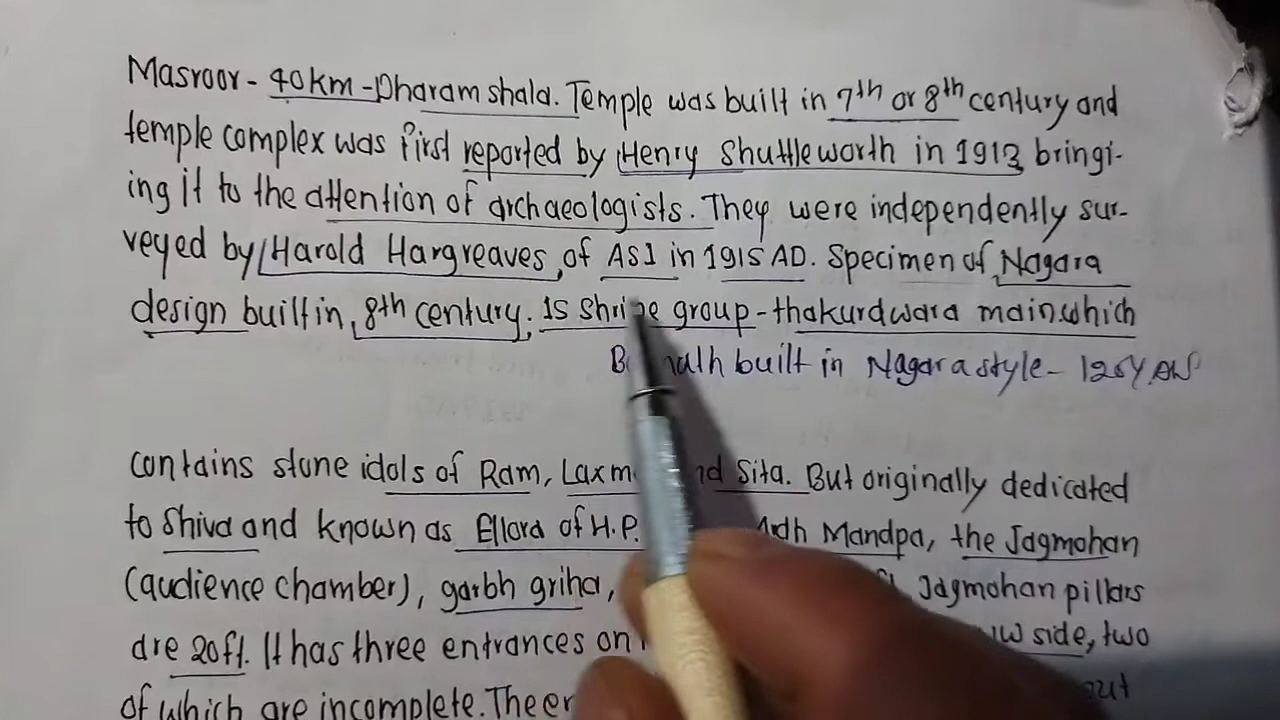 Masroor - 40km - Dharamshala. Temple was built in 7th or 8th century and
temple complex was first reported by Henry Shuttleworth in 1913 bringi-
ing it to the attention of archaeologists. They were independently sur-
veyed by Harold Hargreaves, of ASI in 1915 AD. Specimen of Nagara
design built in 8th century. 15 shrine group - thakurdwara main which
built in Nagara style -
contains stone idols of Ram, Sita. But originally dedicated
to Shiva and known as Ellora of H.P. Mandpa, the Jagmohan
(audience chamber), garbh griha, Jagmohan pillars
are 20ft. It has three entrances on side, two
of which are incomplete.